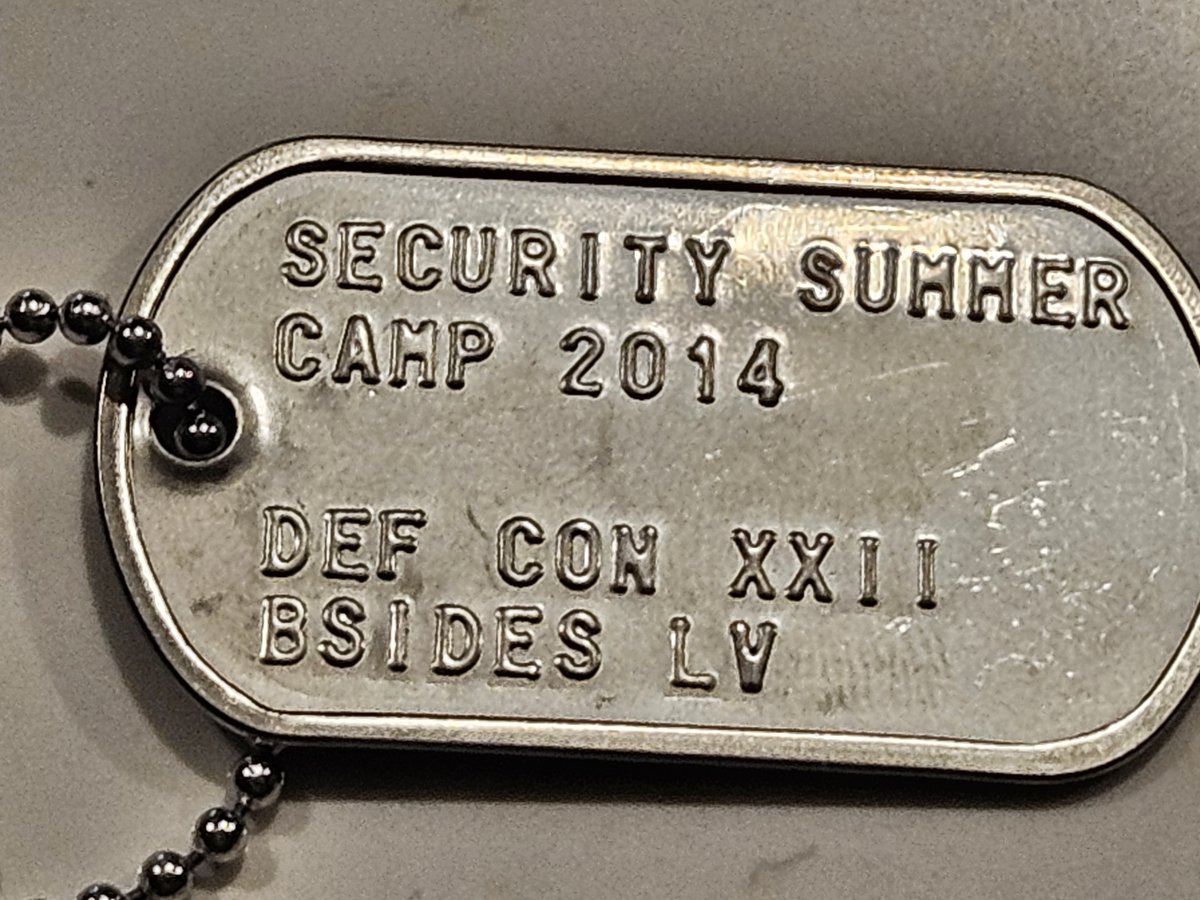 SECURITY SUMMER
CAMP 2014
DEF CON XXII
BSIDES LV